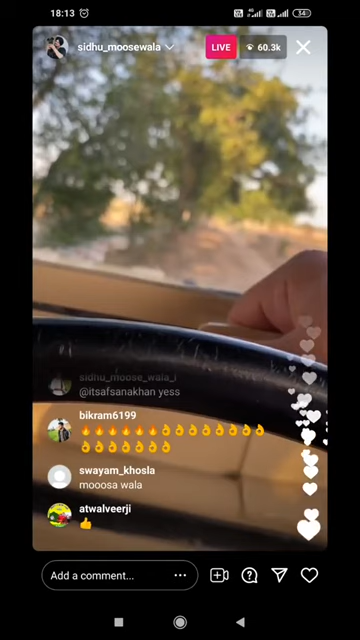 18:13
34
sidhu_moosewala
LIVE
60.3k
sidhu_moose_wala_i
@itsafsanakhan yess
bikram6199
🔥🔥🔥🔥🔥🔥👌👌👌👌👌👌👌👌
👌👌👌👌👌👌👌
swayam_khosla
mooosa wala
atwalveerji
👍
Add a comment...